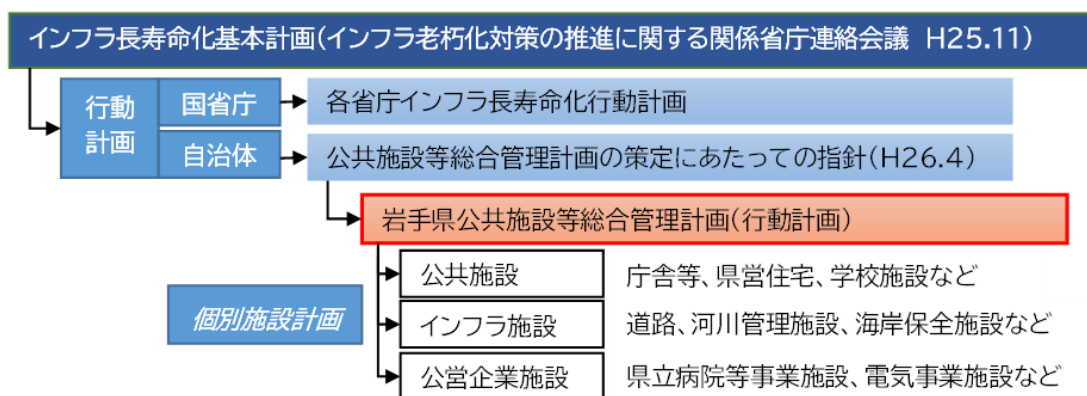 インフラ長寿命化基本計画(インフラ老朽化対策の推進に関する関係省庁連絡会議 H25.11)
行動
計画
国省庁
各省庁インフラ長寿命化行動計画
自治体
公共施設等総合管理計画の策定にあたっての指針(H26.4)
岩手県公共施設等総合管理計画(行動計画)
個別施設計画
公共施設
庁舎等、県営住宅、学校施設など
インフラ施設
道路、河川管理施設、海岸保全施設など
公営企業施設
県立病院等事業施設、電気事業施設など